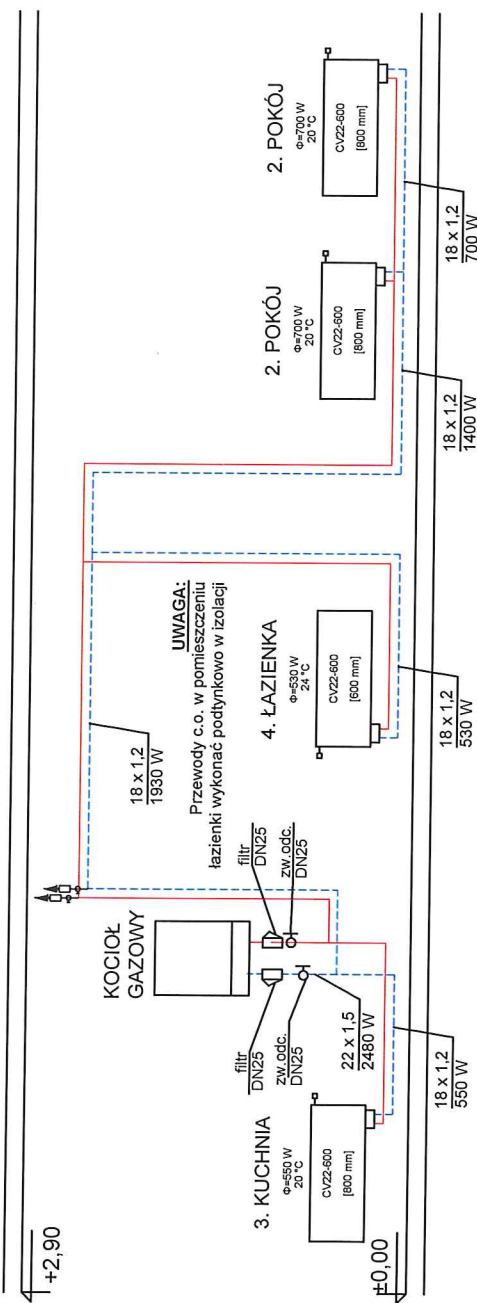 +2,90
±0,00
3. KUCHNIA
Φ=550 W
20 °C
CV22-600
[800 mm]
KOCIOŁ
GAZOWY
filtr
DN25
zw.odc.
DN25
filtr
DN25
zw.odc.
DN25
22 x 1,5
2480 W
18 x 1,2
550 W
18 x 1,2
1930 W
UWAGA:
Przewody c.o. w pomieszczeniu
łazienki wykonać podtynkowo w izolacji
4. ŁAZIENKA
Φ=530 W
24 °C
CV22-600
[600 mm]
18 x 1,2
530 W
2. POKÓJ
Φ=700 W
20 °C
CV22-600
[800 mm]
18 x 1,2
1400 W
2. POKÓJ
Φ=700 W
20 °C
CV22-600
[800 mm]
18 x 1,2
700 W